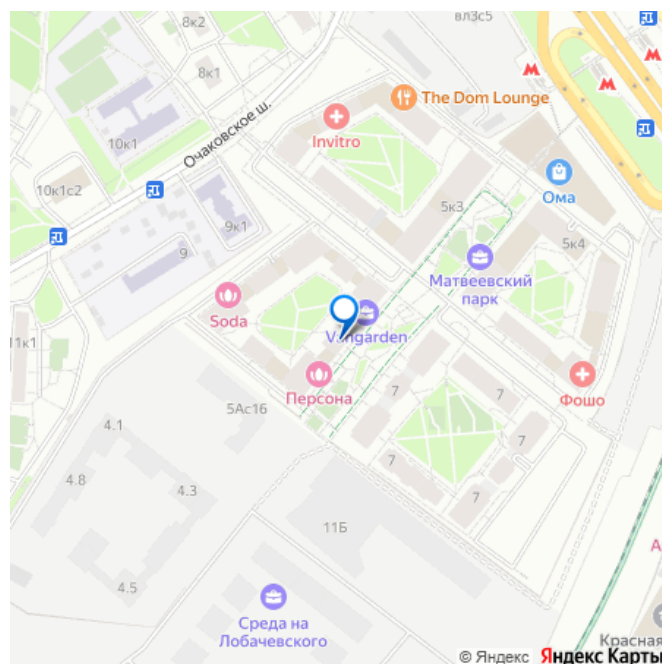 вл3с5
8к2
8к1
The Dom Lounge
Invitro
10к1
Очаковское ш.
Ома
10к1с2
5к3
9к1
5к4
9
Матвеевский
парк
Soda
Vangarden
11к1
Персона
7
Фошо
5Ас16
7
7
4.1
7
4.8
4.3
7
11Б
4.5
Среда на
Лобачевского
Красная
© Яндекс Яндекс Карты